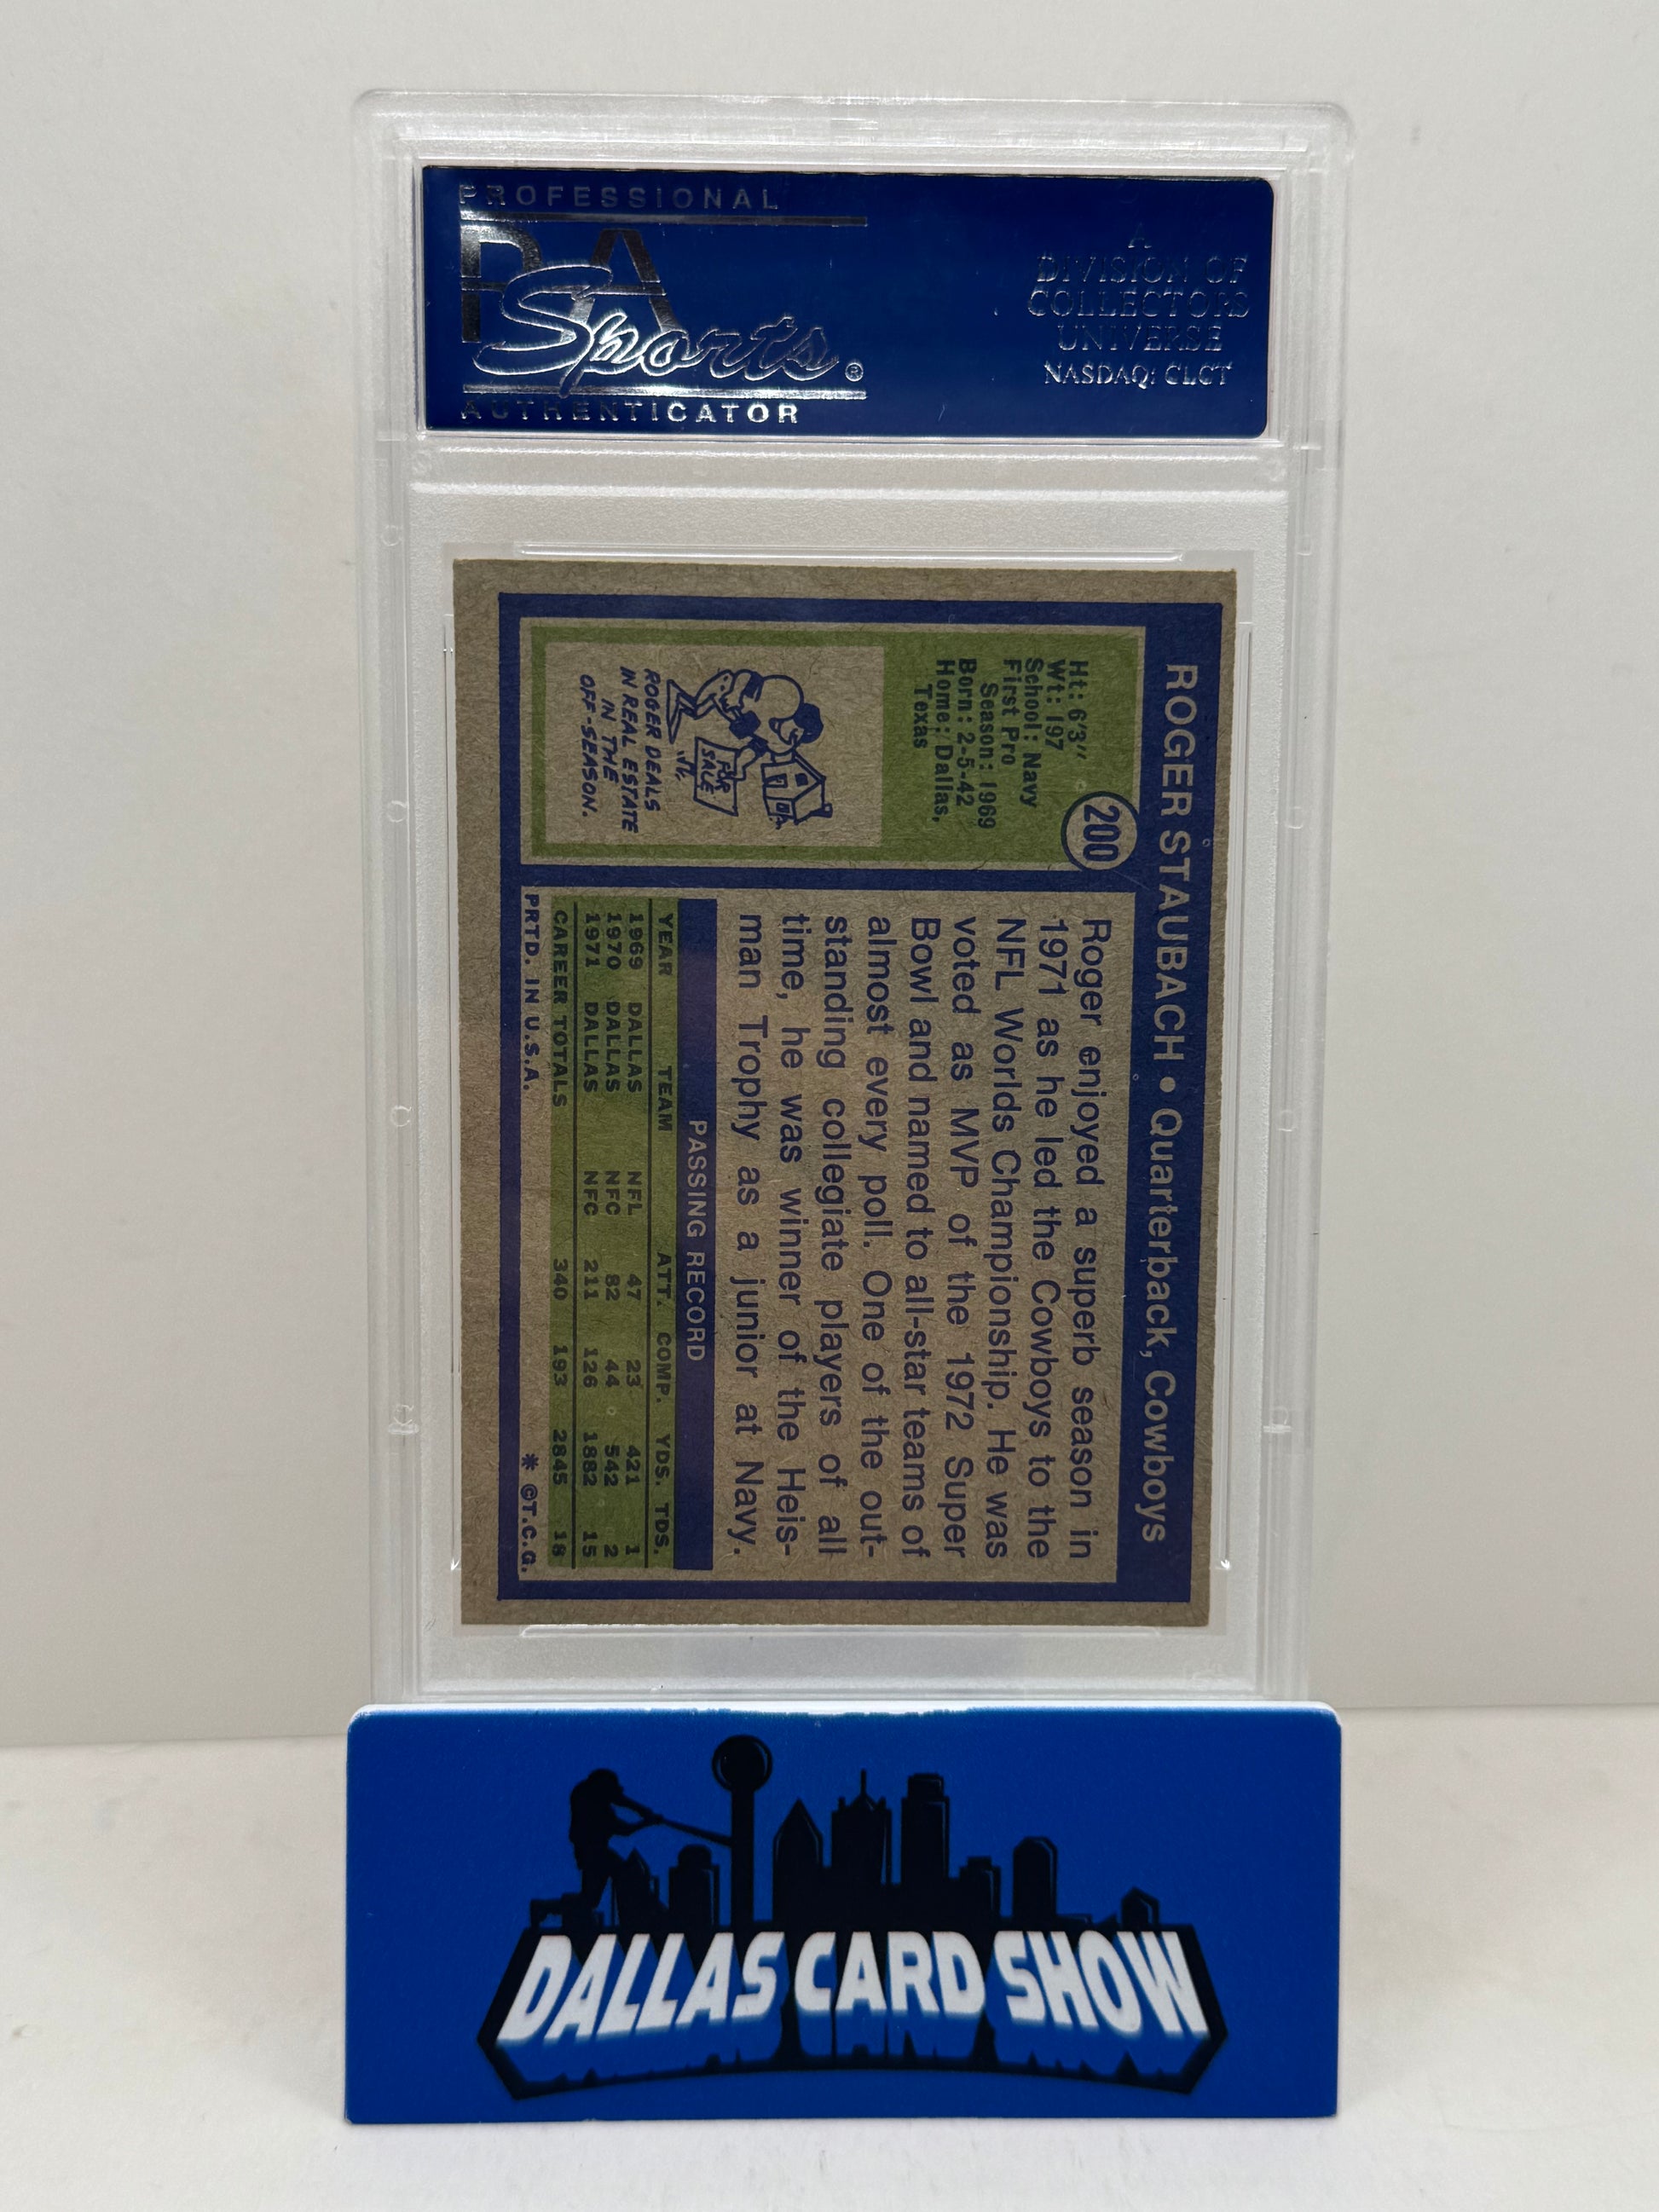 PROFESSIONAL
PSA
Sports®
AUTHENTICATOR
A
DIVISION OF
COLLECTORS
UNIVERSE
NASDAQ: CLCT
ROGER STAUBACH • Quarterback, Cowboys
200
Ht: 6'3"
Wt: 197
School: Navy
First Pro
Season: 1969
Born: 2-5-42
Home: Dallas,
Texas
FOR
SALE
ROGER DEALS
IN REAL ESTATE
IN THE
OFF-SEASON.
Roger enjoyed a superb season in
1971 as he led the Cowboys to the
NFL Worlds Championship. He was
voted as MVP of the 1972 Super
Bowl and named to all-star teams of
almost every poll. One of the out-
standing collegiate players of all
time, he was winner of the Heis-
man Trophy as a junior at Navy.
PASSING RECORD
YEAR TEAM ATT. COMP. YDS. TDS.
1969 DALLAS NFL 47 23 421 1
1970 DALLAS NFC 82 44 542 2
1971 DALLAS NFC 211 126 1882 15
CAREER TOTALS 340 193 2845 18
PRTD. IN U.S.A. * ©T.C.G.
DALLAS CARD SHOW